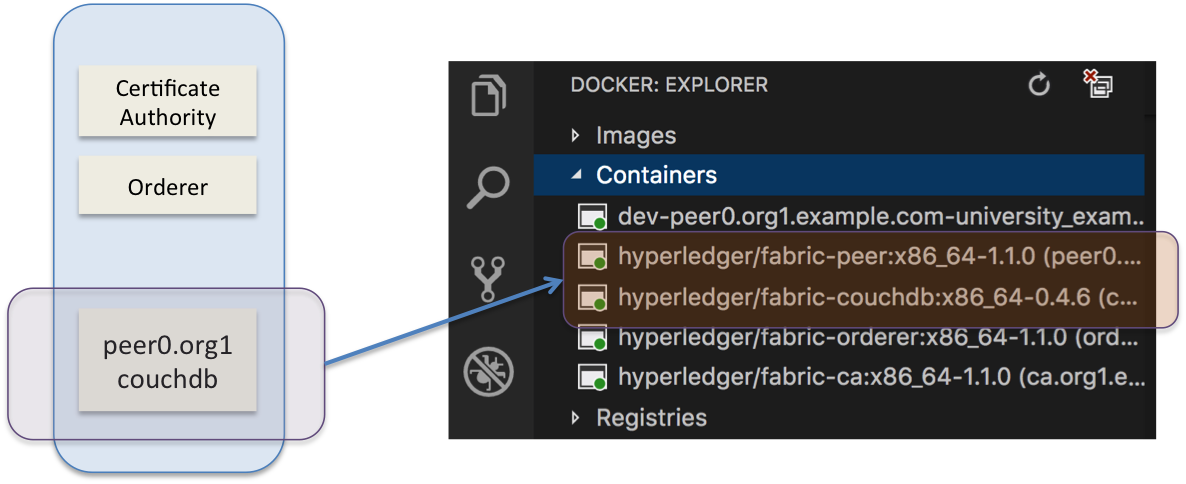 Certificate
Authority
Orderer
peer0.org1
couchdb
DOCKER: EXPLORER
Images
Containers
dev-peer0.org1.example.com-university_exam...
hyperledger/fabric-peer:x86_64-1.1.0 (peer0....
hyperledger/fabric-couchdb:x86_64-0.4.6 (c...
hyperledger/fabric-orderer:x86_64-1.1.0 (ord...
hyperledger/fabric-ca:x86_64-1.1.0 (ca.org1.e...
Registries